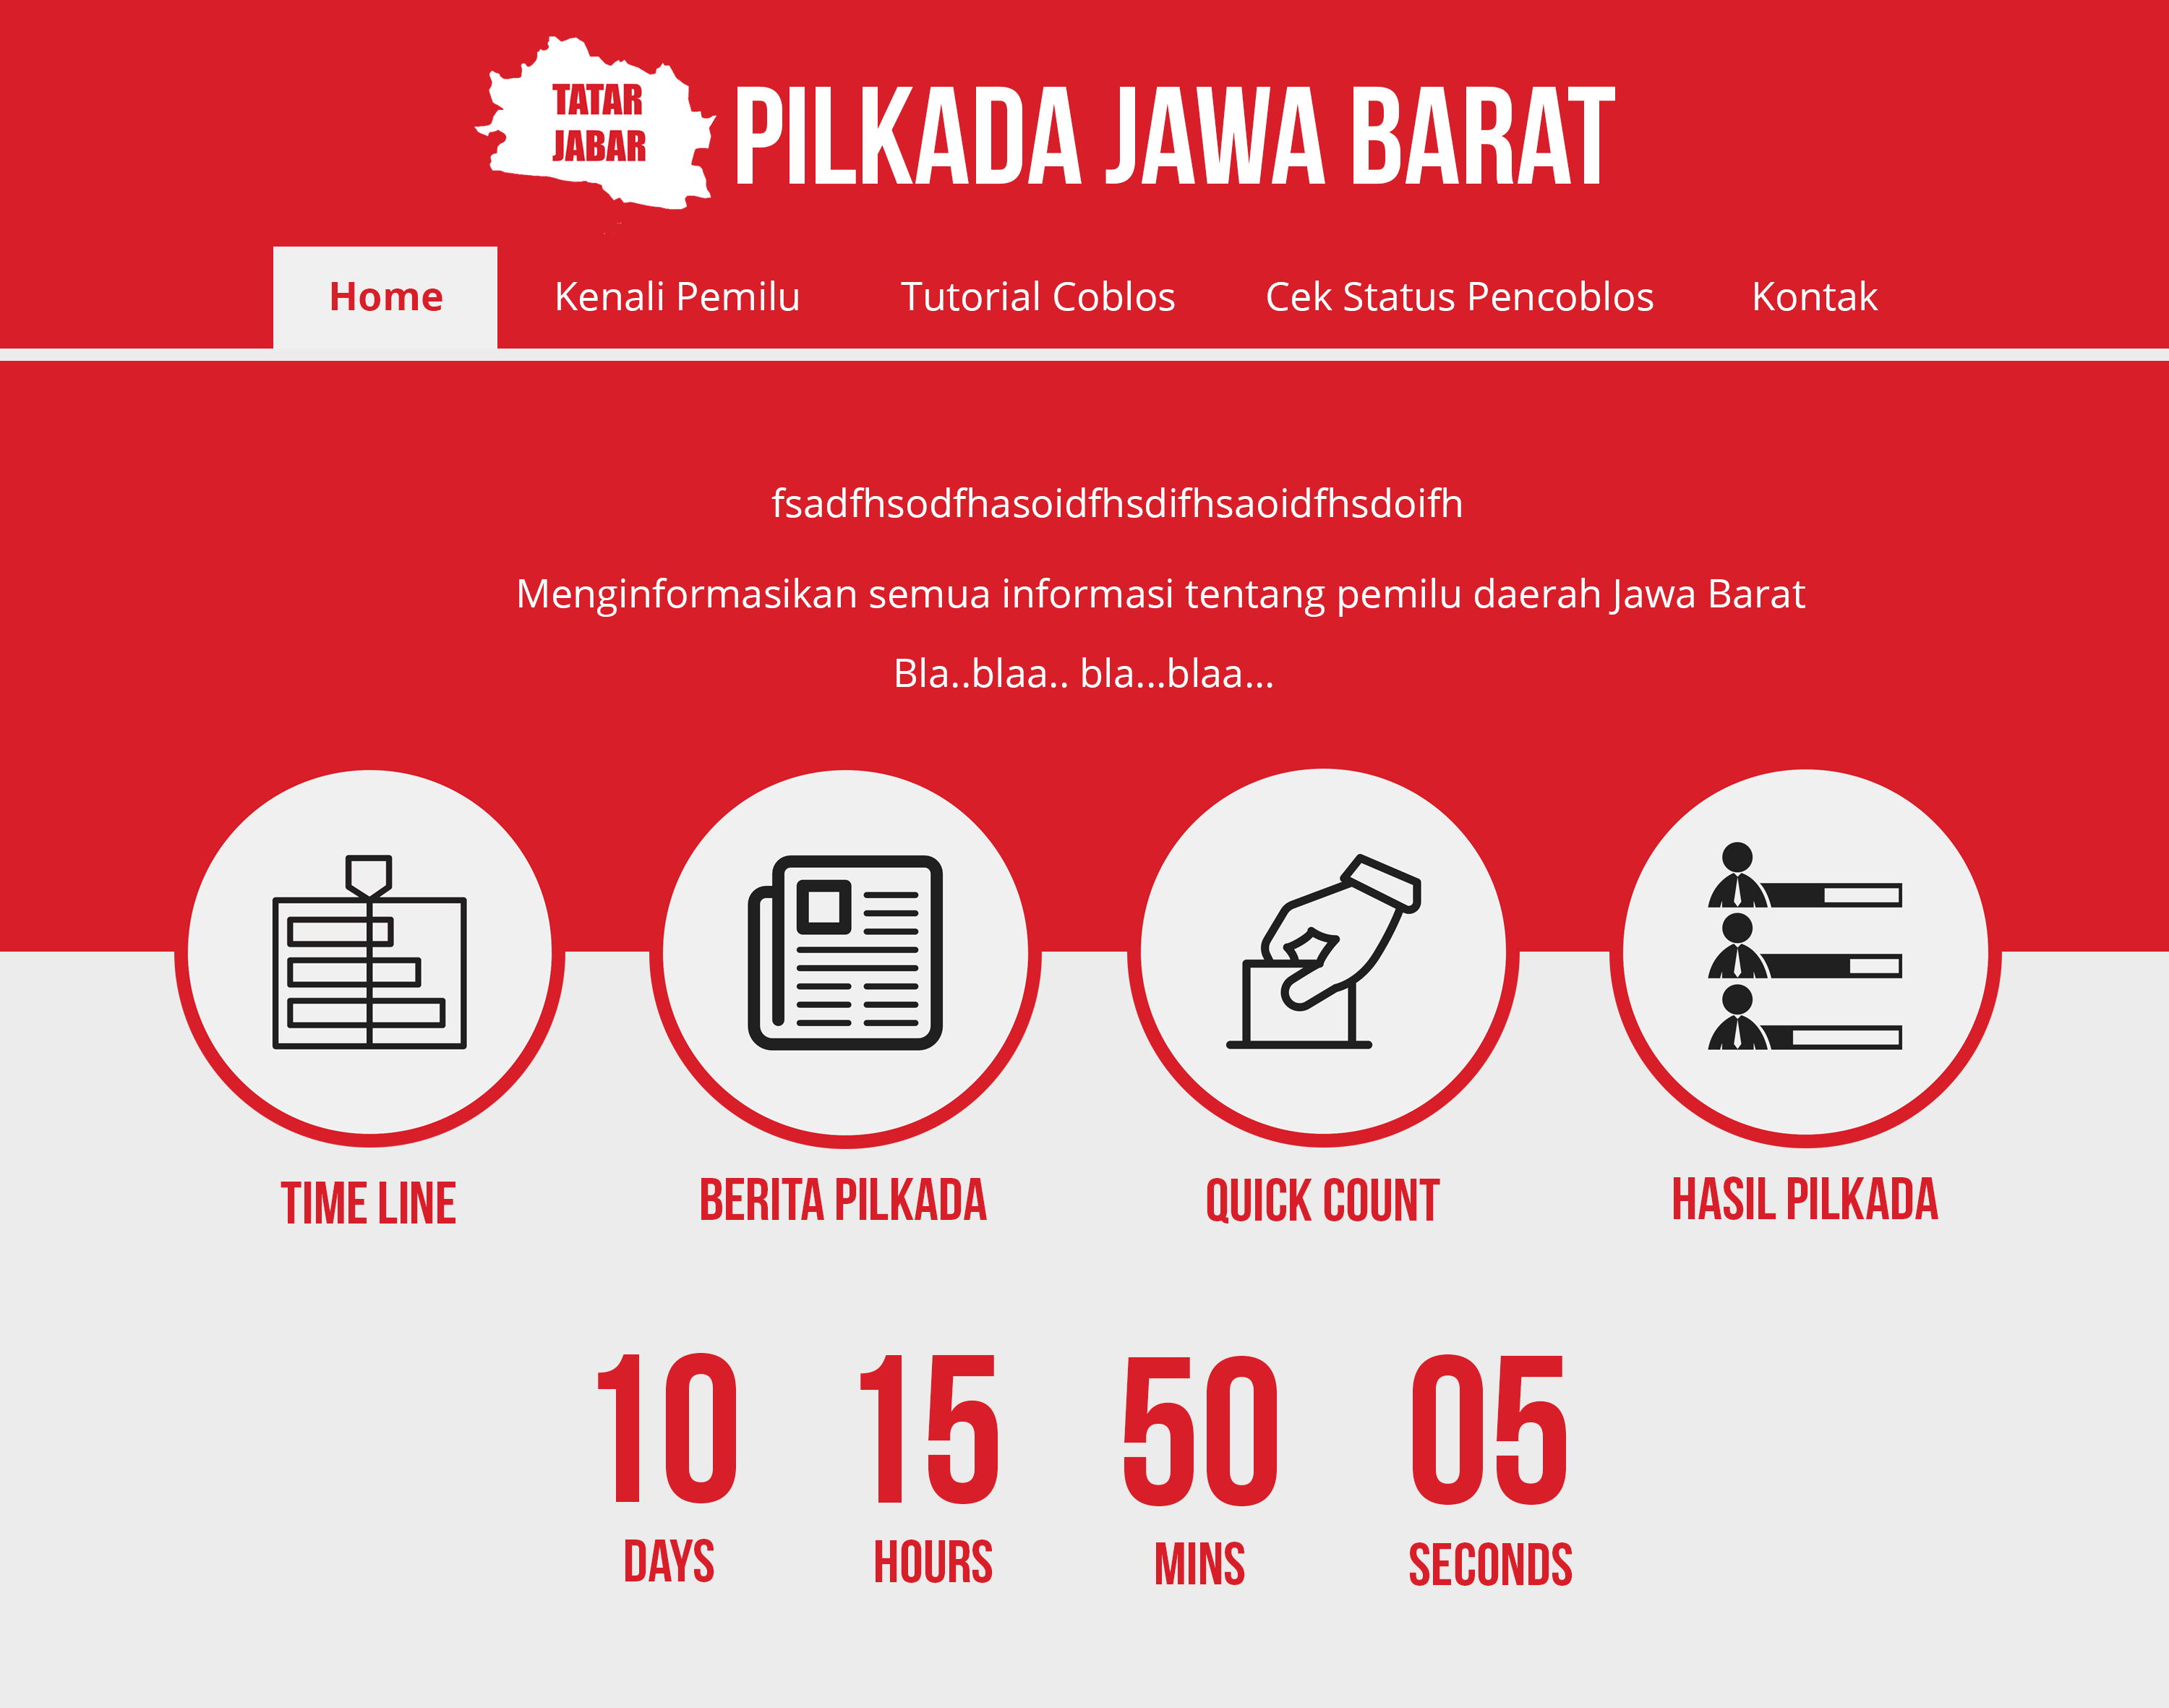 TATAR
JABAR
PILKADA JAWA BARAT
Home Kenali Pemilu Tutorial Coblos Cek Status Pencoblos Kontak
fsadfhsodfhasoidfhsdifhsaoidfhsdoifh
Menginformasikan semua informasi tentang pemilu daerah Jawa Barat
Bla..blaa.. bla...blaa...
TIME LINE BERITA PILKADA QUICK COUNT HASIL PILKADA
10 15 50 05
DAYS HOURS MINS SECONDS